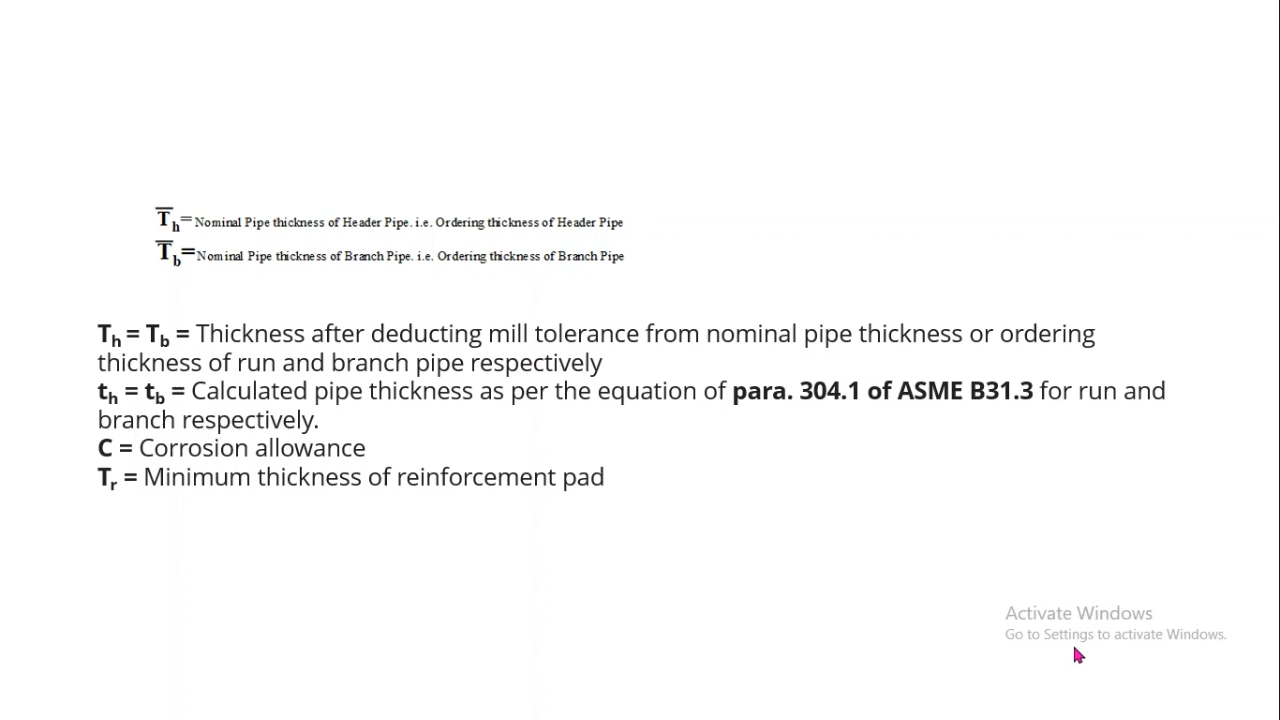 T̅h=Nominal Pipe thickness of Header Pipe. i.e. Ordering thickness of Header Pipe
T̅b=Nominal Pipe thickness of Branch Pipe. i.e. Ordering thickness of Branch Pipe
Th = Tb = Thickness after deducting mill tolerance from nominal pipe thickness or ordering
thickness of run and branch pipe respectively
th = tb = Calculated pipe thickness as per the equation of para. 304.1 of ASME B31.3 for run and
branch respectively.
C = Corrosion allowance
Tr = Minimum thickness of reinforcement pad
Activate Windows
Go to Settings to activate Windows.